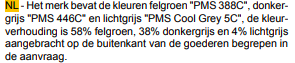 NL - Het merk bevat de kleuren felgroen "PMS 388C", donker-
grijs "PMS 446C" en lichtgrijs "PMS Cool Grey 5C", de kleur-
verhouding is 58% felgroen, 38% donkergrijs en 4% lichtgrijs
aangebracht op de buitenkant van de goederen begrepen in
de aanvraag.